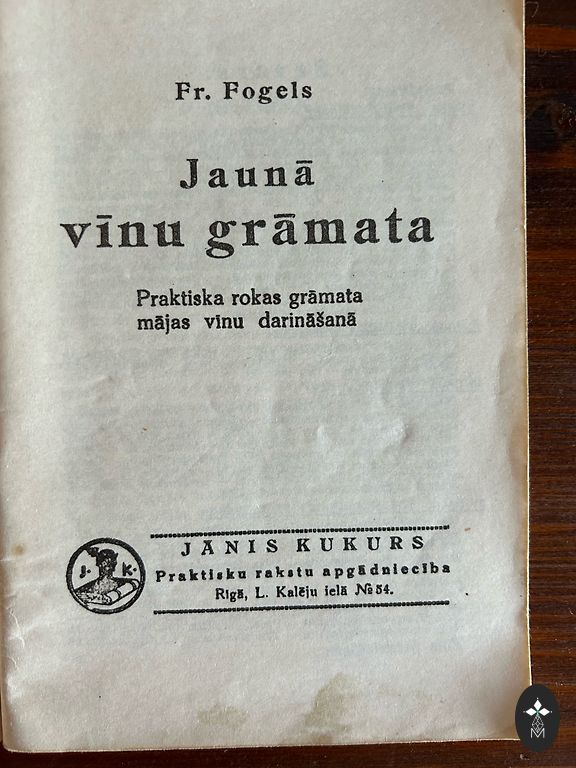 Fr. Fogels
Jaunā
vīnu grāmata
Praktiska rokas grāmata
mājas vīnu darināšanā
J. K.
JĀNIS KUKURS
Praktisku rakstu apgādniecība
Rīgā, L. Kalēju ielā № 54.
M